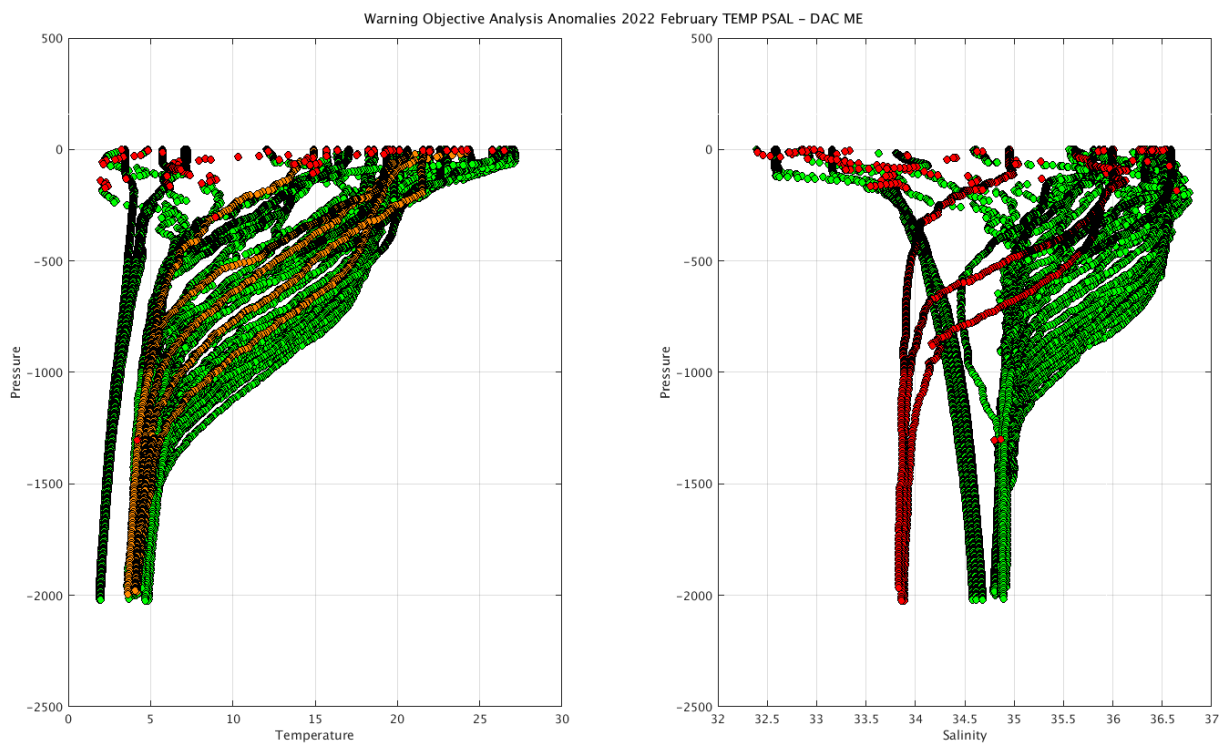 Warning Objective Analysis Anomalies 2022 February TEMP PSAL - DAC ME
500
0
-500
-1000
-1500
-2000
-2500
Pressure
0 5 10 15 20 25 30
Temperature
500
0
-500
-1000
-1500
-2000
-2500
Pressure
32 32.5 33 33.5 34 34.5 35 35.5 36 36.5 37
Salinity